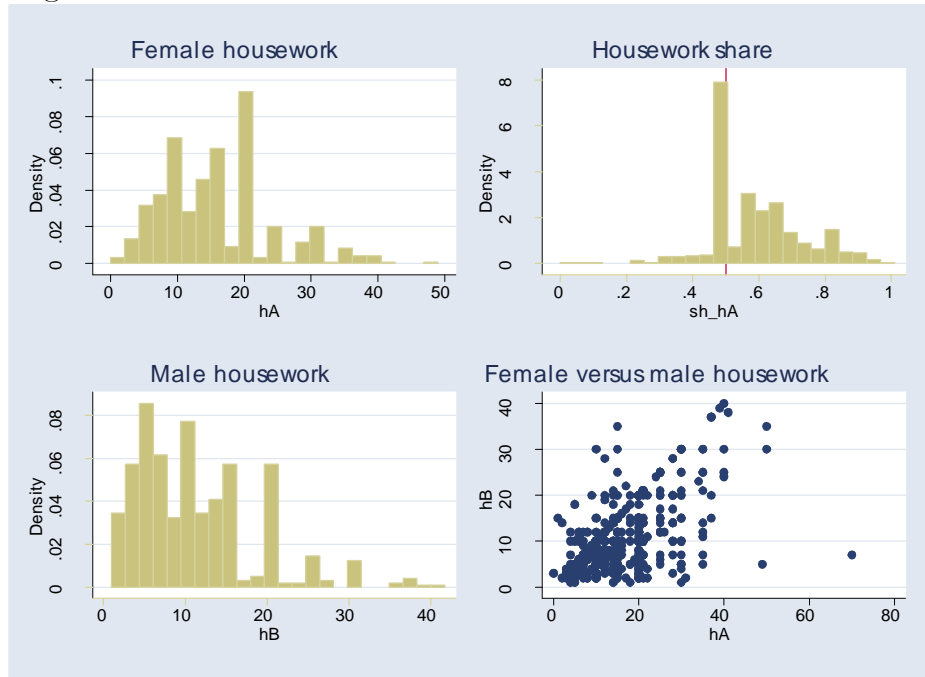 Female housework
Density
0 .02 .04 .06 .08 .1
0 10 20 30 40 50
hA
Housework share
Density
0 2 4 6 8
0 .2 .4 .6 .8 1
sh_hA
Male housework
Density
0 .02 .04 .06 .08
0 10 20 30 40
hB
Female versus male housework
hB
0 10 20 30 40
0 20 40 60 80
hA